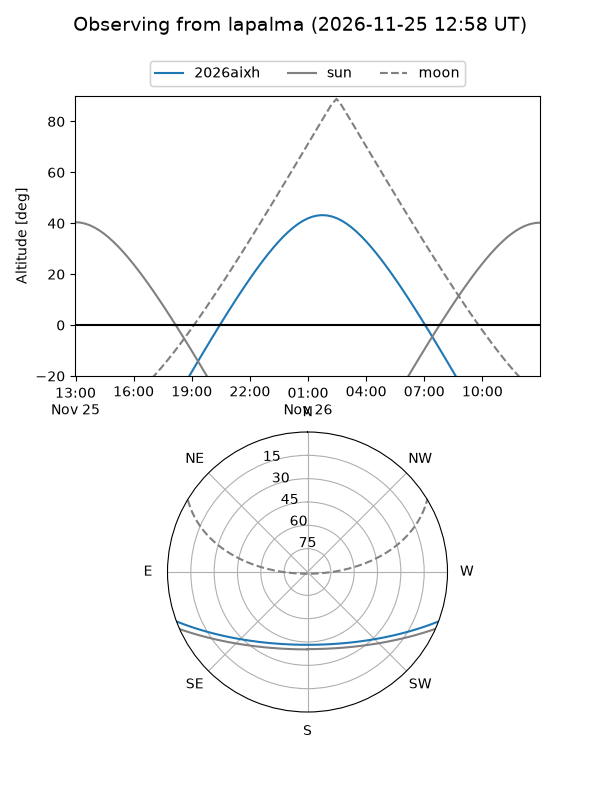 Observing from lapalma (2026-11-25 12:58 UT)
2026aixh sun moon
Altitude [deg]
80
60
40
20
0
−20
13:00 16:00 19:00 22:00 01:00 04:00 07:00 10:00
Nov 25 Nov 26
N
NE NW
15
30
45
60
75
E W
SE SW
S